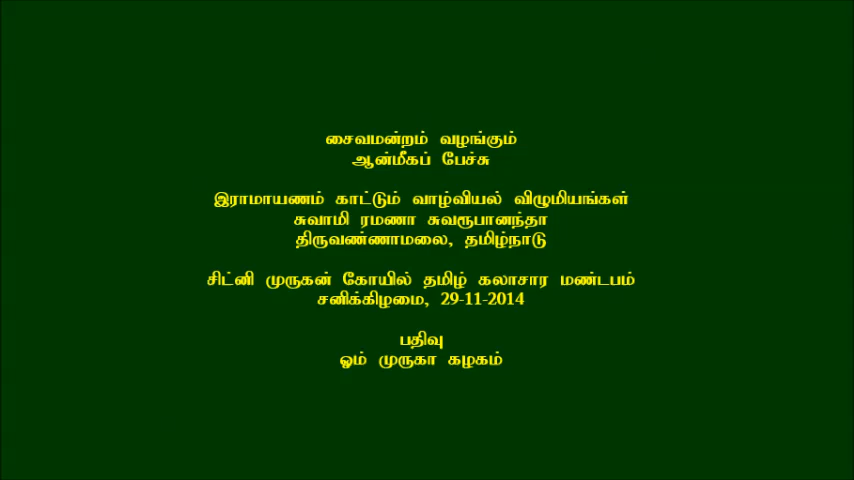 சைவமன்றம் வழங்கும்
ஆன்மீகப் பேச்சு
இராமாயணம் காட்டும் வாழ்வியல் விழுமியங்கள்
சுவாமி ரமணா சுவரூபானந்தா
திருவண்ணாமலை, தமிழ்நாடு
சிட்னி முருகன் கோயில் தமிழ் கலாசார மண்டபம்
சனிக்கிழமை, 29-11-2014
பதிவு
ஓம் முருகா கழகம்